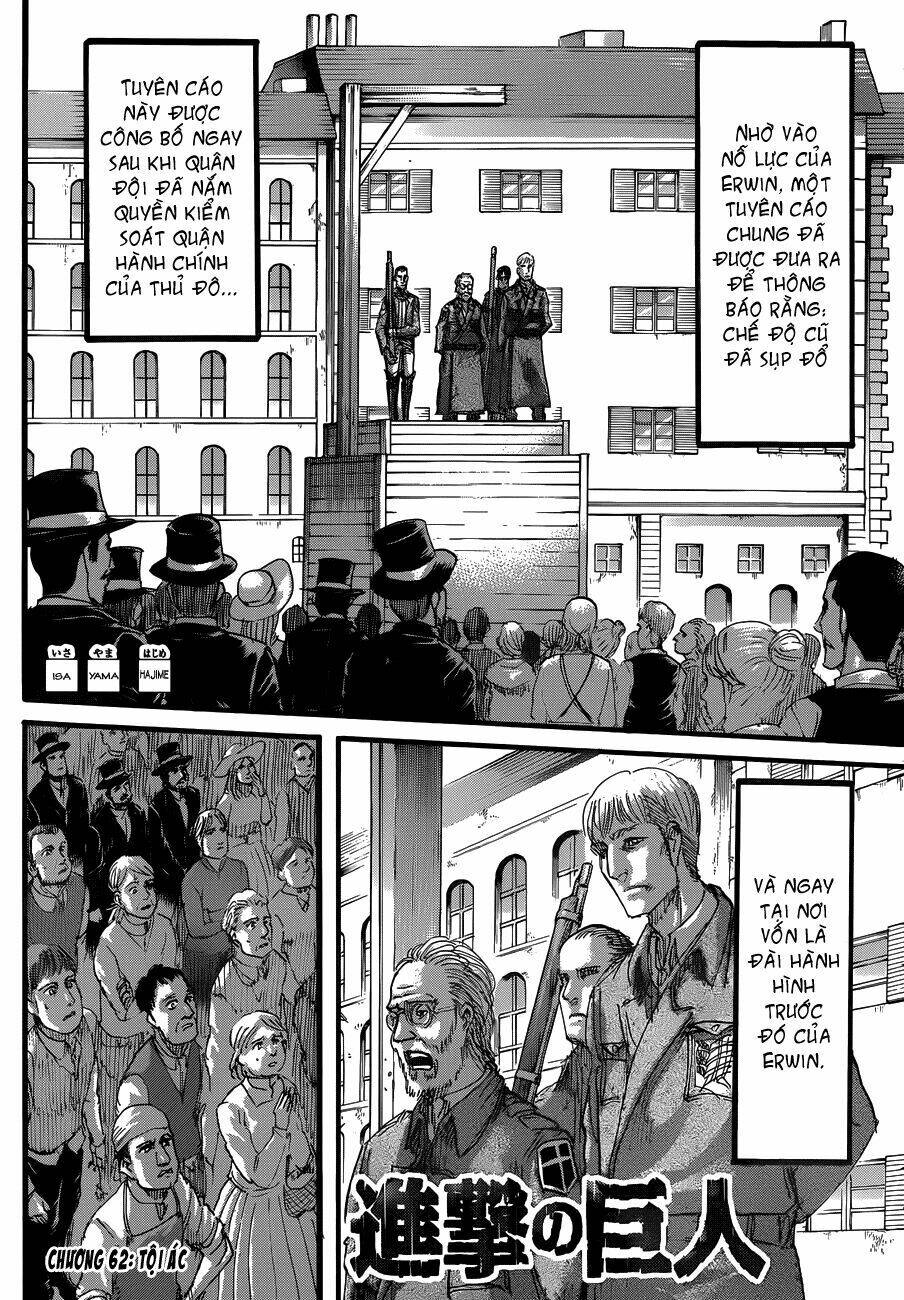 NHỜ VÀO
NỖ LỰC CỦA
ERWIN, MỘT
TUYÊN CÁO
CHUNG ĐÃ
ĐƯỢC ĐƯA RA
ĐỂ THÔNG
BÁO RẰNG:
CHẾ ĐỘ CŨ
ĐÃ SỤP ĐỔ
TUYÊN CÁO
NÀY ĐƯỢC
CÔNG BỐ NGAY
SAU KHI QUÂN
ĐỘI ĐÃ NẮM
QUYỀN KIỂM
SOÁT QUẬN
HÀNH CHÍNH
CỦA THỦ ĐÔ...
いさ やま はじめ
ISA YAMA HAJIME
VÀ NGAY
TẠI NƠI
VỐN LÀ
ĐÀI HÀNH
HÌNH
TRƯỚC
ĐÓ CỦA
ERWIN.
進撃の巨人
CHƯƠNG 62: TỘI ÁC